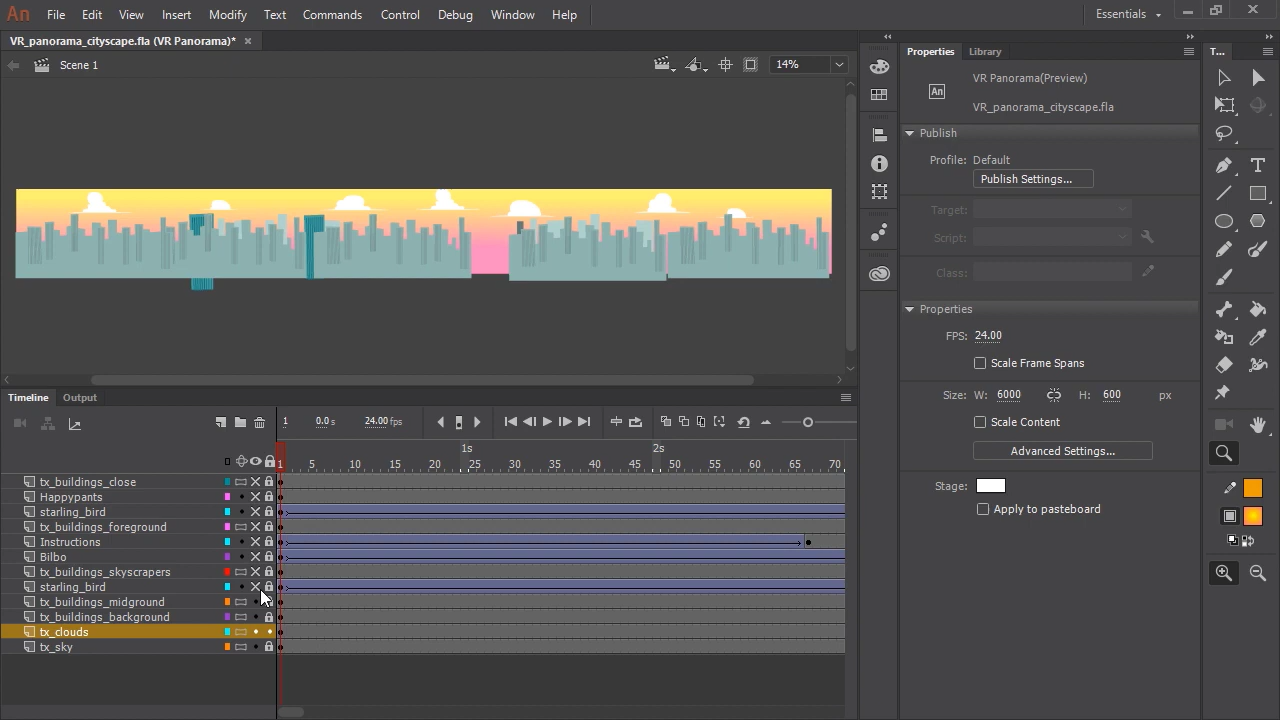 An File Edit View Insert Modify Text Commands Control Debug Window Help Essentials
VR_panorama_cityscape.fla (VR Panorama)*
Scene 1 14%
Properties Library T...
VR Panorama(Preview)
An
VR_panorama_cityscape.fla
Publish
Profile: Default
Publish Settings...
Target:
Script:
Class:
Properties
FPS: 24.00
Scale Frame Spans
Size: W: 6000 H: 600 px
Scale Content
Advanced Settings...
Stage:
Apply to pasteboard
Timeline Output
1 0.0 s 24.00 fps
1s 2s
1 5 10 15 20 25 30 35 40 45 50 55 60 65 70
tx_buildings_close
Happypants
starling_bird
tx_buildings_foreground
Instructions
Bilbo
tx_buildings_skyscrapers
starling_bird
tx_buildings_midground
tx_buildings_background
tx_clouds
tx_sky